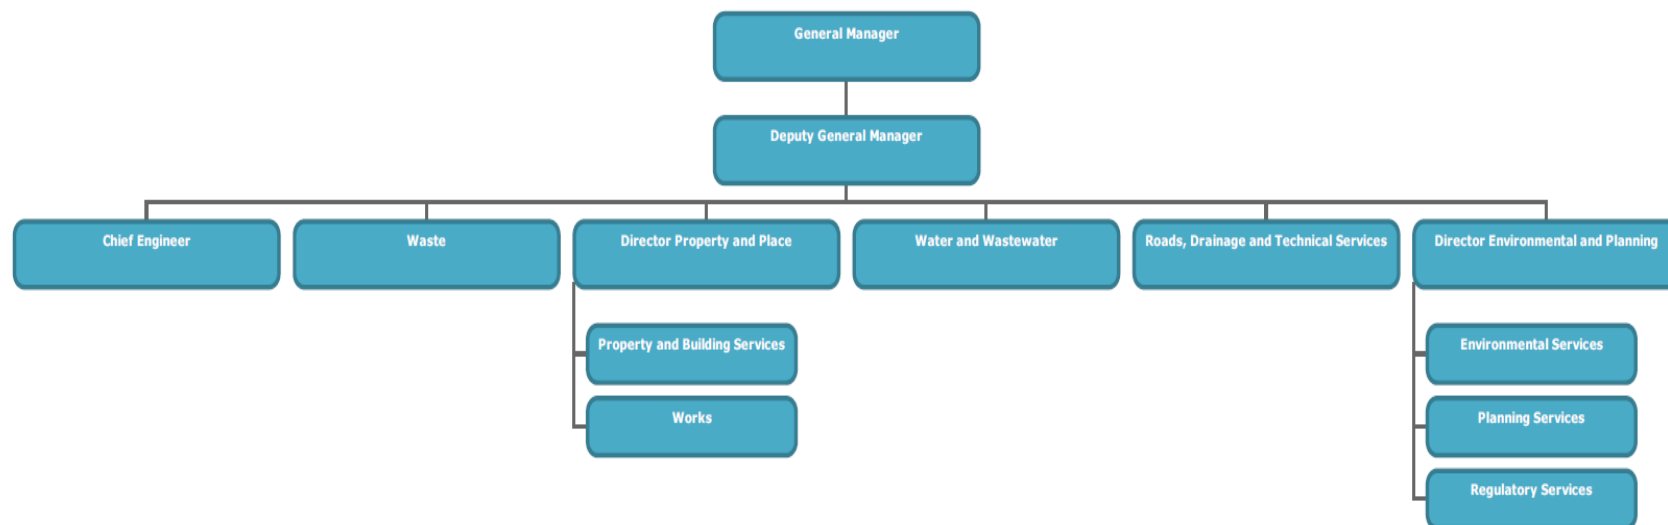 General Manager
Deputy General Manager
Chief Engineer
Waste
Director Property and Place
Water and Wastewater
Roads, Drainage and Technical Services
Director Environmental and Planning
Property and Building Services
Works
Environmental Services
Planning Services
Regulatory Services